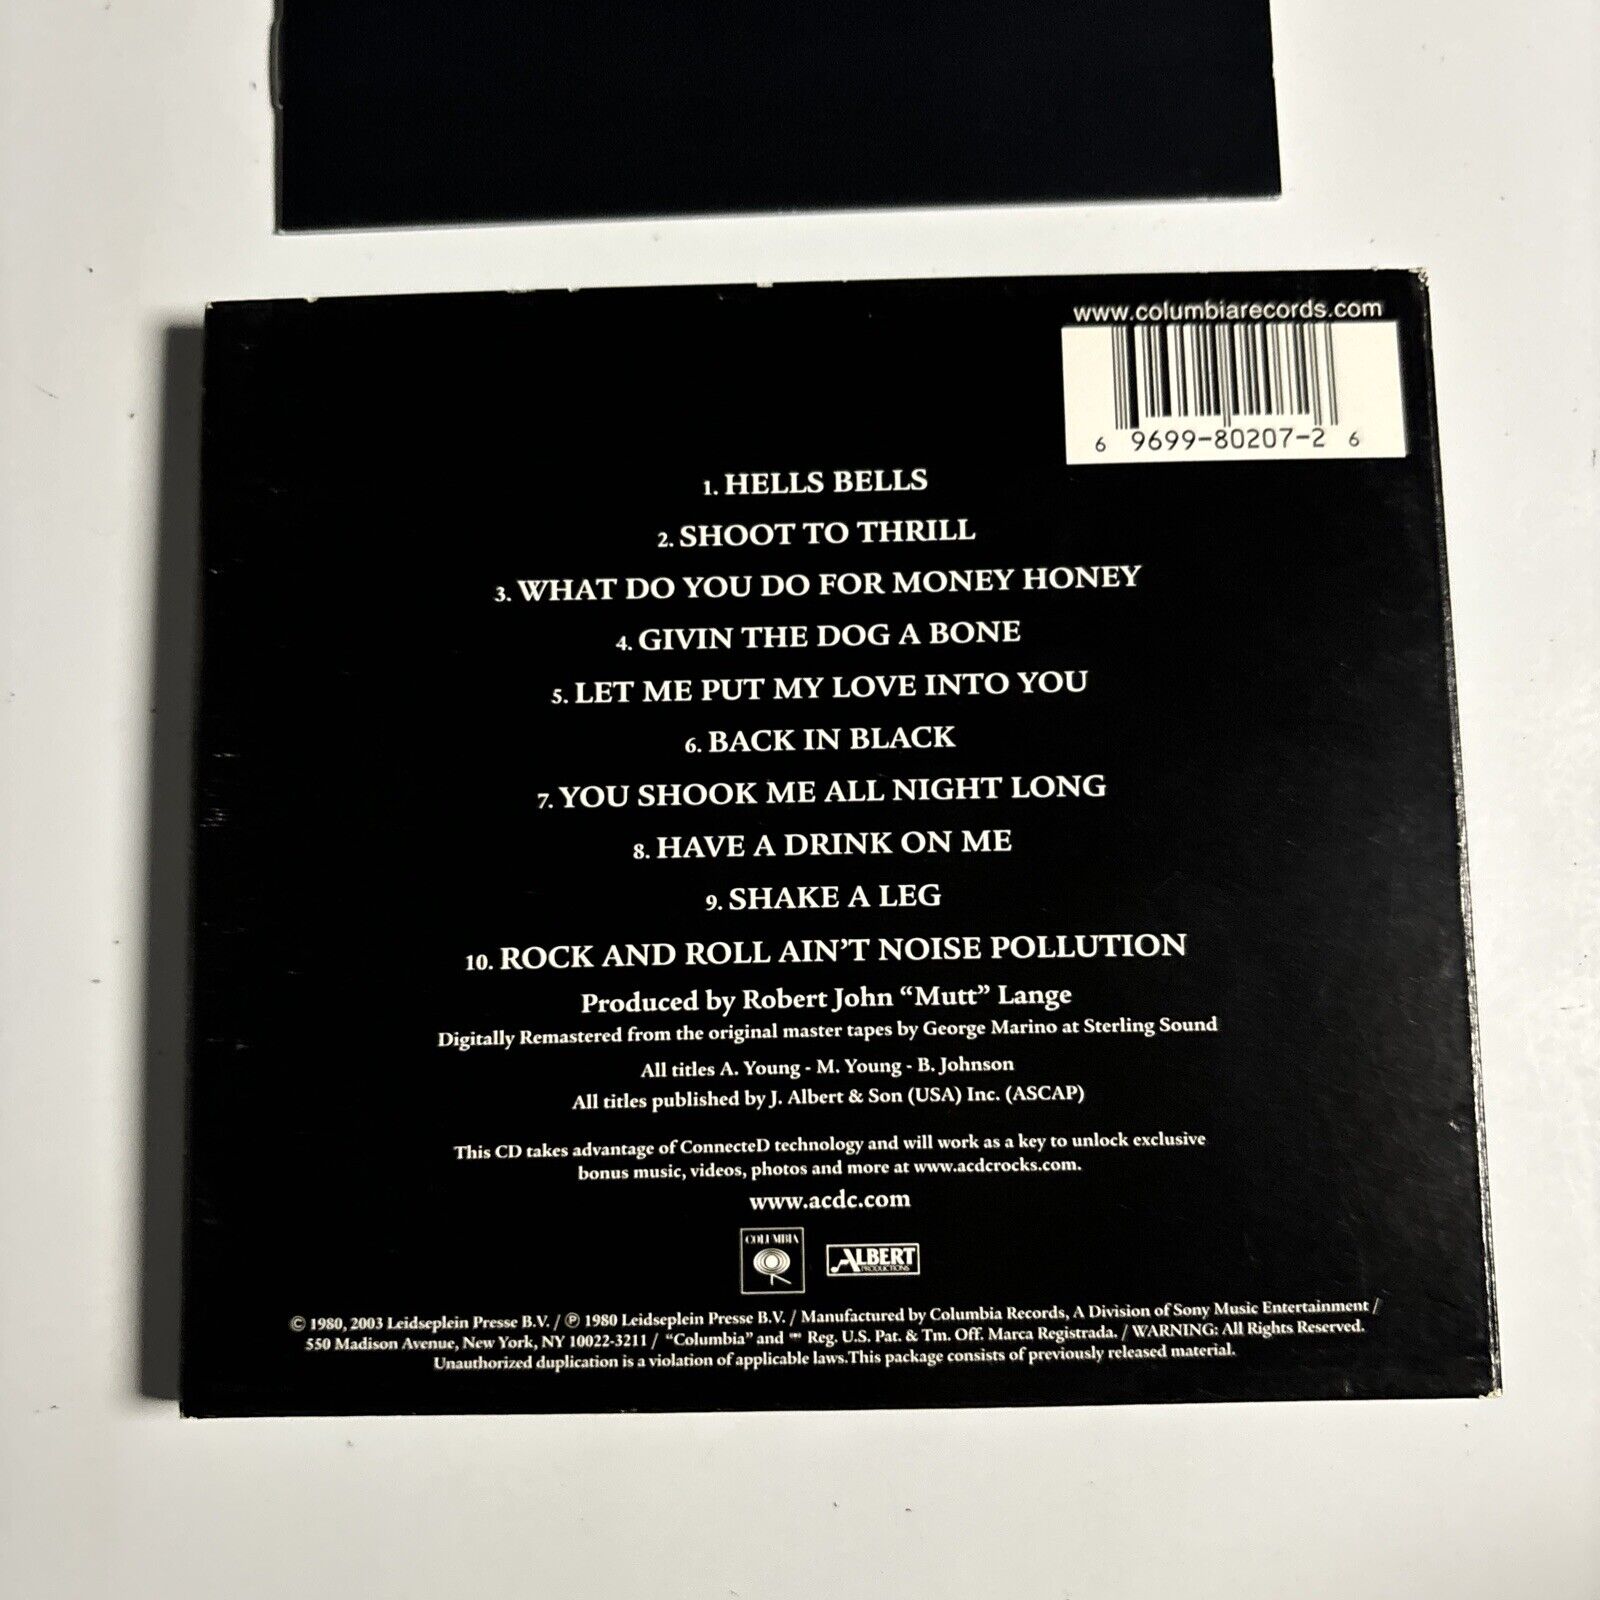 www.columbiarecords.com
6 9699-80207-2 6
1. HELLS BELLS
2. SHOOT TO THRILL
3. WHAT DO YOU DO FOR MONEY HONEY
4. GIVIN THE DOG A BONE
5. LET ME PUT MY LOVE INTO YOU
6. BACK IN BLACK
7. YOU SHOOK ME ALL NIGHT LONG
8. HAVE A DRINK ON ME
9. SHAKE A LEG
10. ROCK AND ROLL AIN'T NOISE POLLUTION
Produced by Robert John “Mutt” Lange
Digitally Remastered from the original master tapes by George Marino at Sterling Sound
All titles A. Young - M. Young - B. Johnson
All titles published by J. Albert & Son (USA) Inc. (ASCAP)
This CD takes advantage of ConnecteD technology and will work as a key to unlock exclusive
bonus music, videos, photos and more at www.acdcrocks.com.
www.acdc.com
COLUMBIA
ALBERT
PRODUCTIONS
© 1980, 2003 Leidseplein Presse B.V. / ℗ 1980 Leidseplein Presse B.V. / Manufactured by Columbia Records, A Division of Sony Music Entertainment /
550 Madison Avenue, New York, NY 10022-3211 / “Columbia” and Reg. U.S. Pat. & Tm. Off. Marca Registrada. / WARNING: All Rights Reserved.
Unauthorized duplication is a violation of applicable laws.This package consists of previously released material.